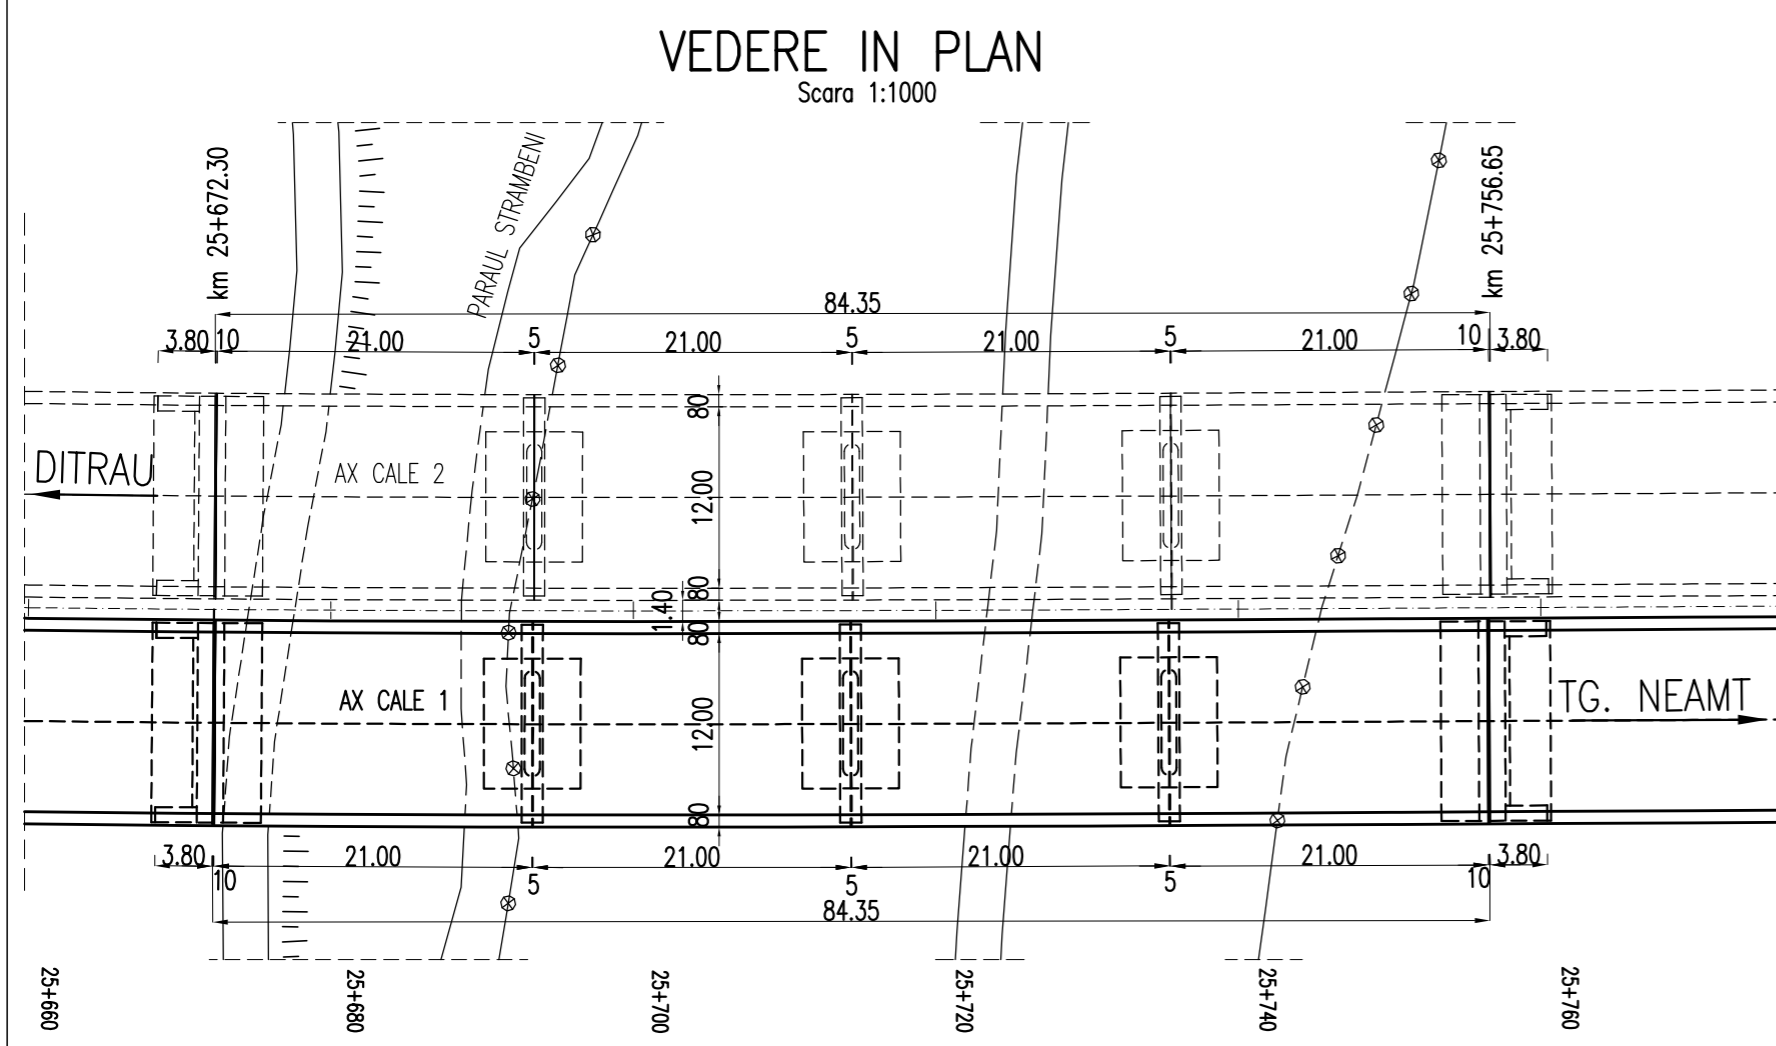 VEDERE IN PLAN
Scara 1:1000
km 25+672.30
PARAUL STRAMBENI
km 25+756.65
84.35
3.80 10 21.00 5 21.00 5 21.00 5 21.00 10 3.80
80
DITRAU
AX CALE 2
1200
80
1.40
80
AX CALE 1
1200
TG. NEAMT
80
3.80 21.00 21.00 21.00 21.00 3.80
10 5 5 5 10
84.35
25+660
25+680
25+700
25+720
25+740
25+760